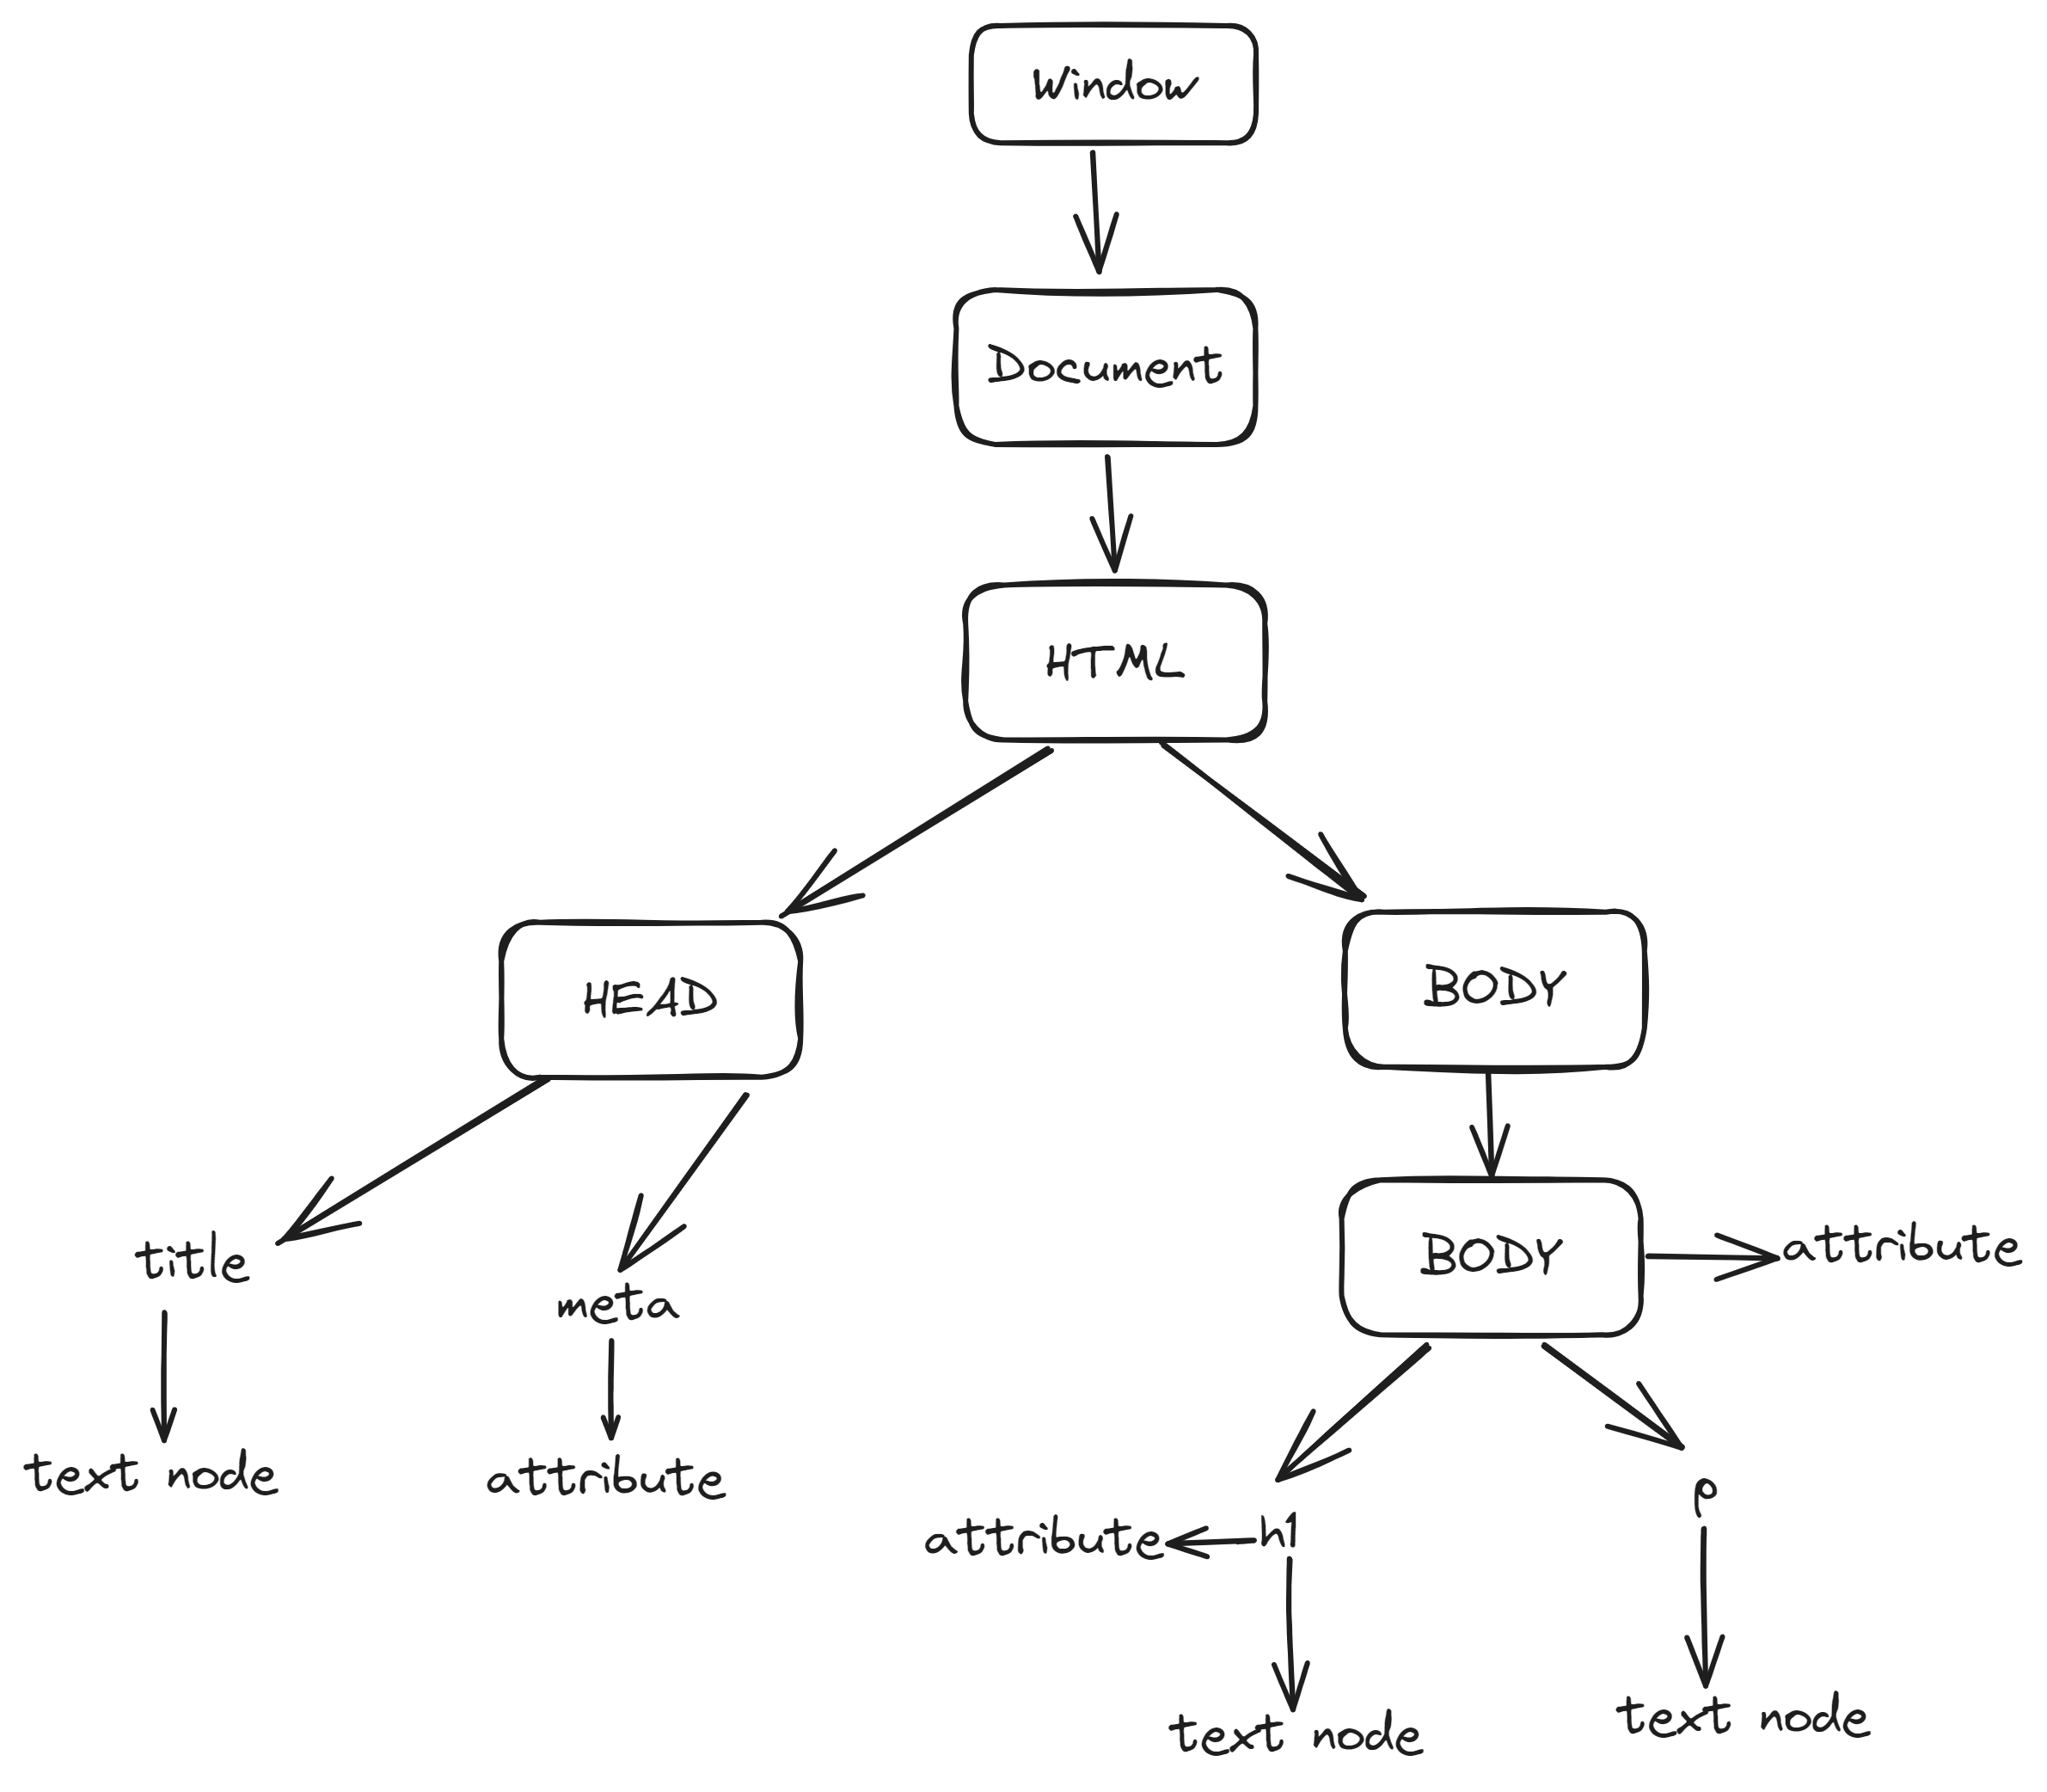 Window
Document
HTML
HEAD
BODY
title
meta
BODY
attribute
text node
attribute
attribute
h1
p
text node
text node